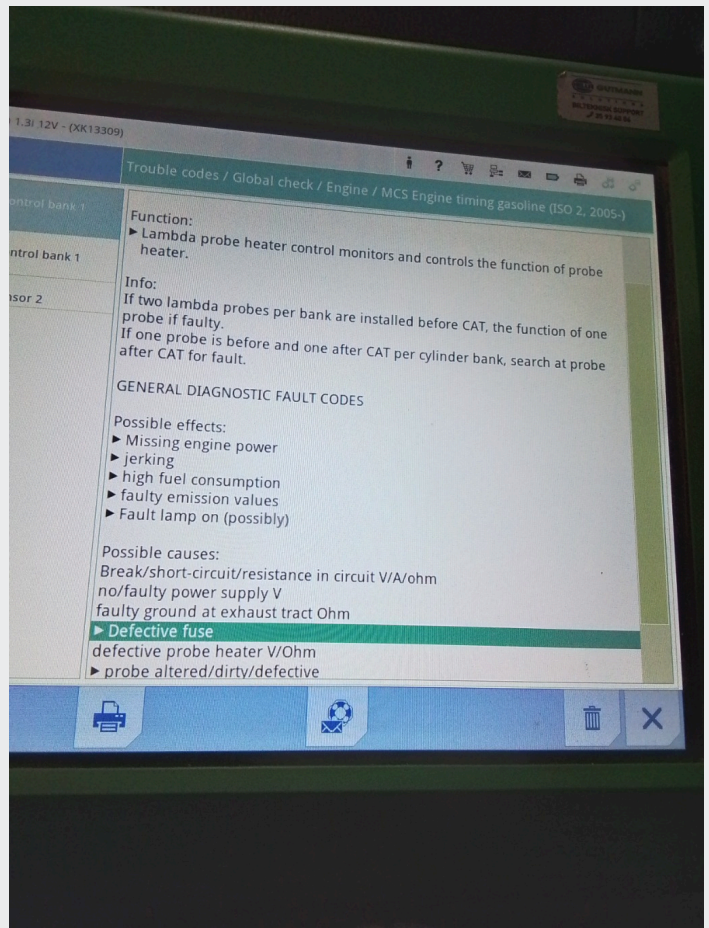 GUTMANN
SOLUTIONS
1.3i 12V - (XK13309)
?
Trouble codes / Global check / Engine / MCS Engine timing gasoline (ISO 2, 2005-)
ontrol bank 1
ntrol bank 1
nsor 2
Function:
▶ Lambda probe heater control monitors and controls the function of probe
heater.
Info:
If two lambda probes per bank are installed before CAT, the function of one
probe if faulty.
If one probe is before and one after CAT per cylinder bank, search at probe
after CAT for fault.
GENERAL DIAGNOSTIC FAULT CODES
Possible effects:
▶ Missing engine power
▶ jerking
▶ high fuel consumption
▶ faulty emission values
▶ Fault lamp on (possibly)
Possible causes:
Break/short-circuit/resistance in circuit V/A/ohm
no/faulty power supply V
faulty ground at exhaust tract Ohm
▶ Defective fuse
defective probe heater V/Ohm
▶ probe altered/dirty/defective